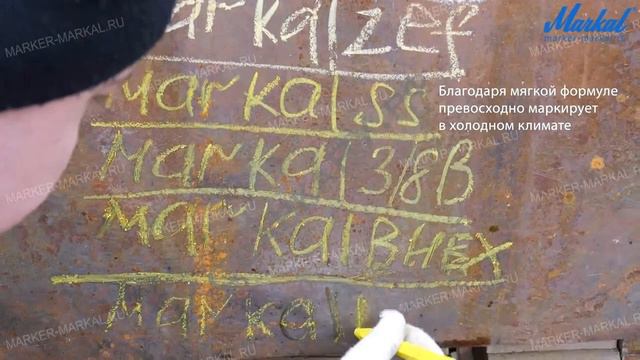 Markal
marker-markal.ru
arkal zef
markal SS
markal 3/8B
markal BHEX
markal
Благодаря мягкой формуле
превосходно маркирует
в холодном климате
MARKER-MARKAL.RU